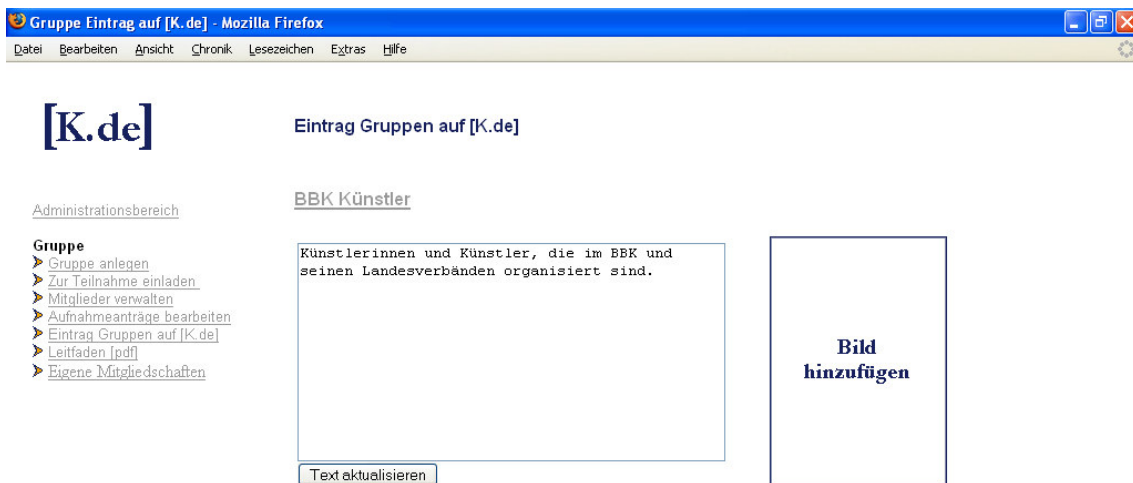 Gruppe Eintrag auf [K.de] - Mozilla Firefox
Datei Bearbeiten Ansicht Chronik Lesezeichen Extras Hilfe
[K.de]
Eintrag Gruppen auf [K.de]
Administrationsbereich
Gruppe
Gruppe anlegen
Zur Teilnahme einladen
Mitglieder verwalten
Aufnahmeanträge bearbeiten
Eintrag Gruppen auf [K.de]
Leitfaden [pdf]
Eigene Mitgliedschaften
BBK Künstler
Künstlerinnen und Künstler, die im BBK und
seinen Landesverbänden organisiert sind.
Text aktualisieren
Bild
hinzufügen